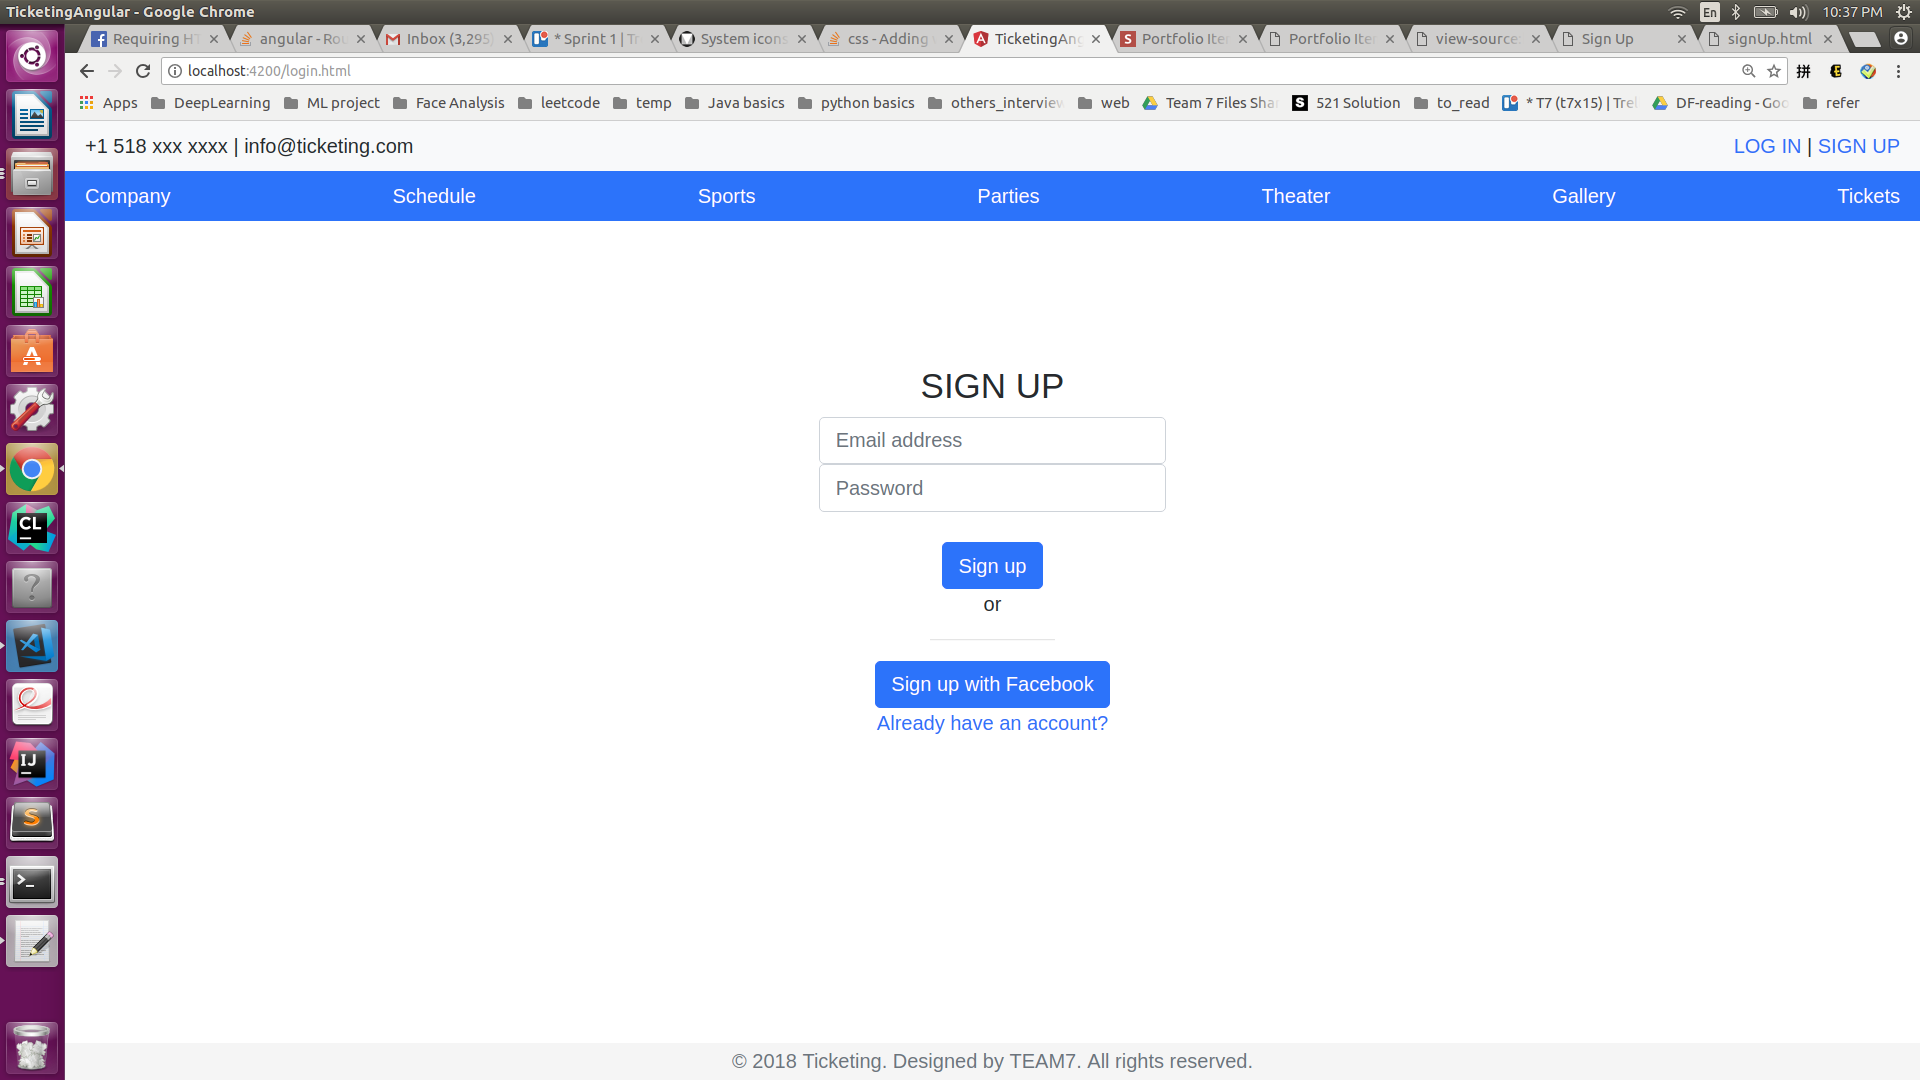 TicketingAngular - Google Chrome
En
10:37 PM
Requiring HT
angular - Rou
Inbox (3,295)
* Sprint 1 | Tr
System icons
css - Adding
TicketingAng
Portfolio Iter
Portfolio Iter
view-source:
Sign Up
signUp.html
localhost:4200/login.html
Apps
DeepLearning
ML project
Face Analysis
leetcode
temp
Java basics
python basics
others_interview
web
Team 7 Files Shar
521 Solution
to_read
* T7 (t7x15) | Trel
DF-reading - Goo
refer
+1 518 xxx xxxx | info@ticketing.com
LOG IN | SIGN UP
Company
Schedule
Sports
Parties
Theater
Gallery
Tickets
SIGN UP
Email address
Password
Sign up
or
Sign up with Facebook
Already have an account?
© 2018 Ticketing. Designed by TEAM7. All rights reserved.
CL
IJ